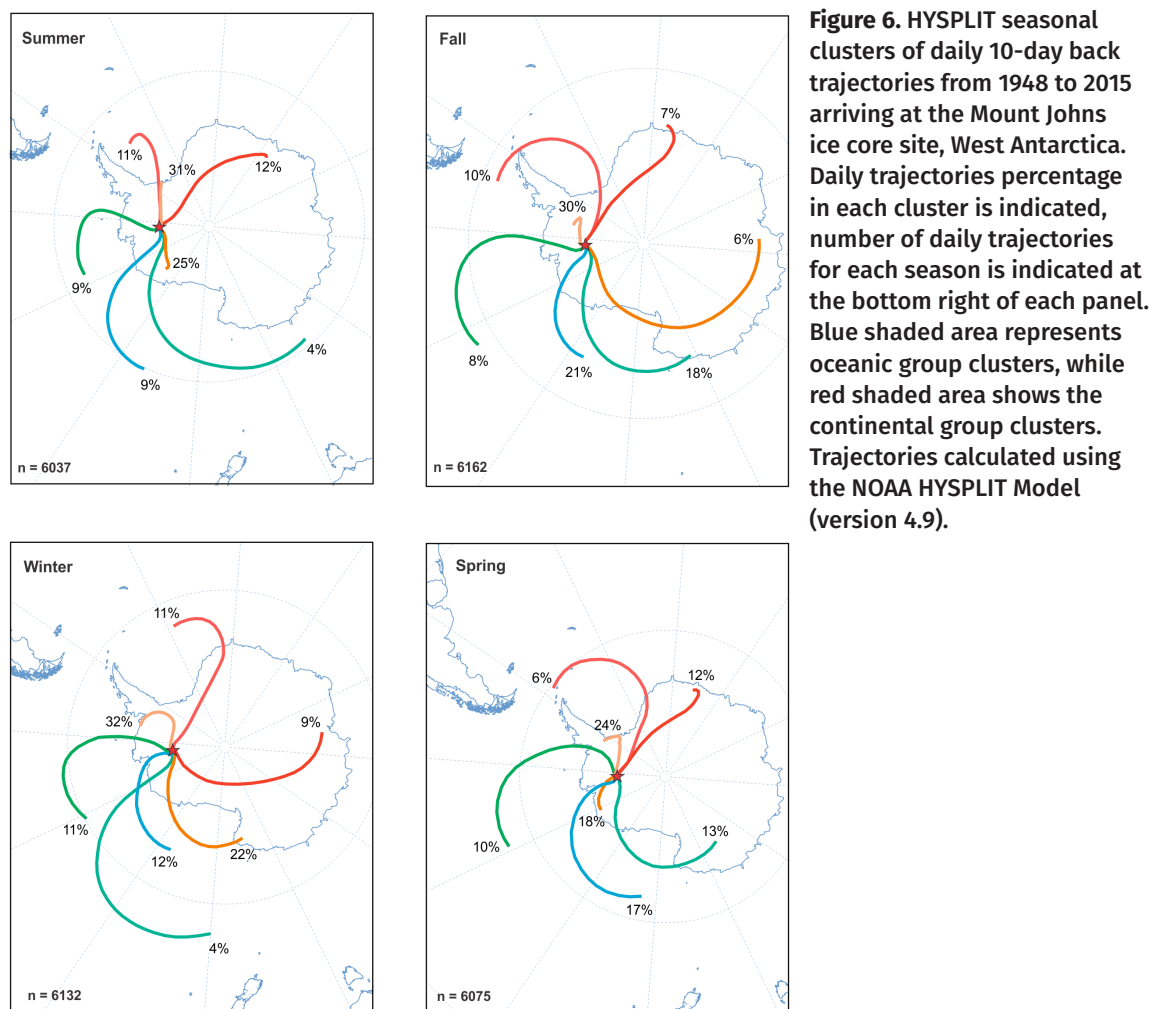 Summer
11%
31%
12%
25%
9%
4%
9%
n = 6037
Fall
7%
10%
30%
6%
8%
21%
18%
n = 6162
Figure 6. HYSPLIT seasonal
clusters of daily 10-day back
trajectories from 1948 to 2015
arriving at the Mount Johns
ice core site, West Antarctica.
Daily trajectories percentage
in each cluster is indicated,
number of daily trajectories
for each season is indicated at
the bottom right of each panel.
Blue shaded area represents
oceanic group clusters, while
red shaded area shows the
continental group clusters.
Trajectories calculated using
the NOAA HYSPLIT Model
(version 4.9).
Winter
11%
32%
9%
11%
12%
22%
4%
n = 6132
Spring
6%
12%
24%
18%
13%
10%
17%
n = 6075